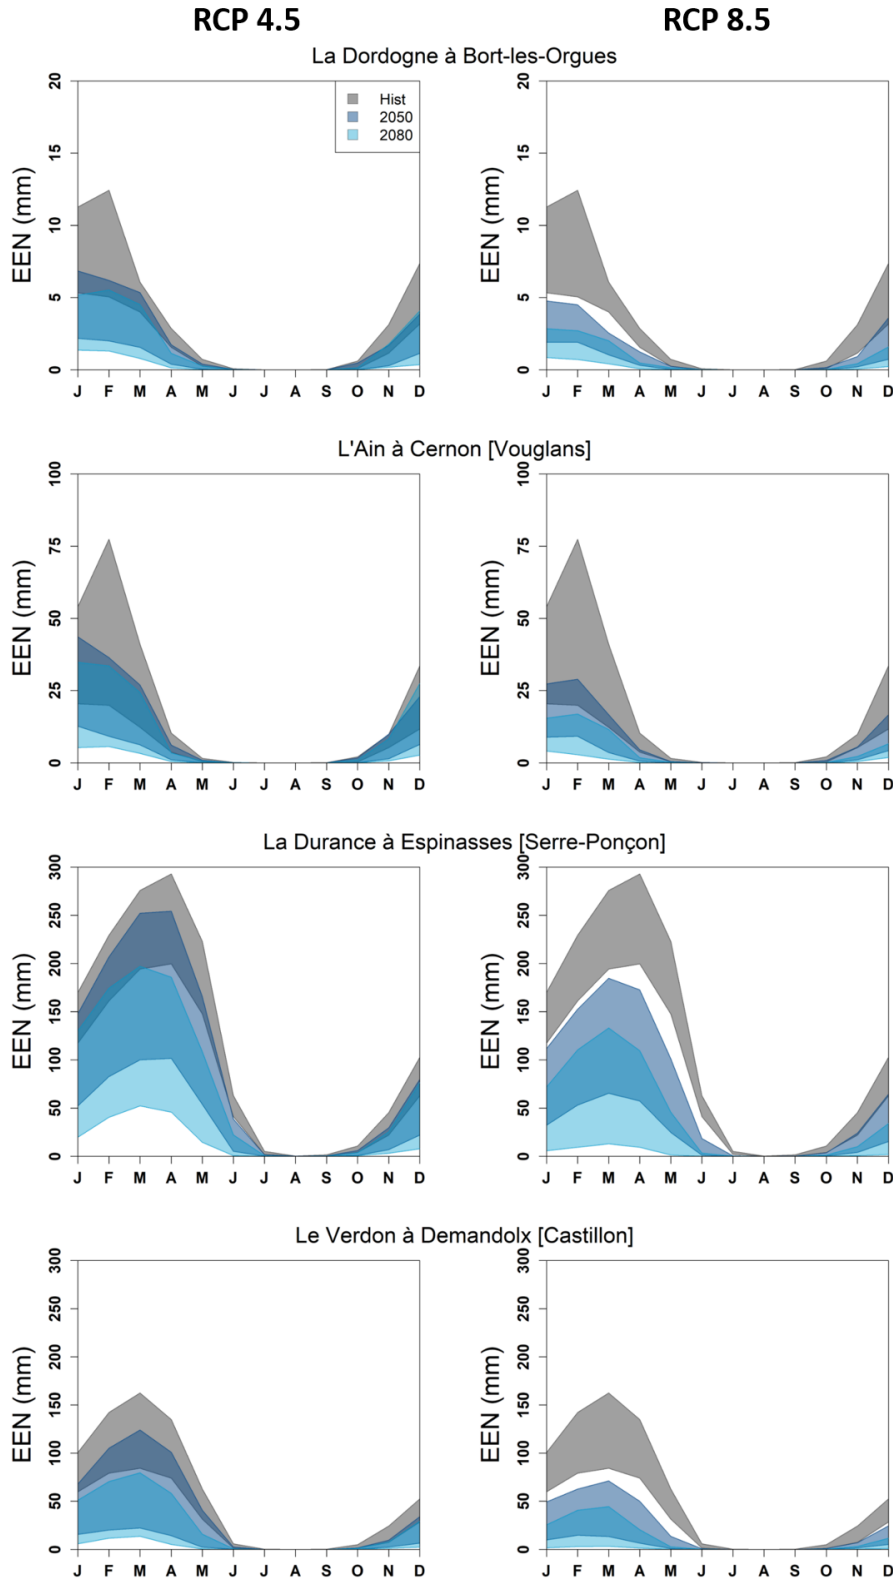 RCP 4.5 RCP 8.5
La Dordogne à Bort-les-Orgues
EEN (mm) 0 5 10 15 20
Hist
2050
2080
J F M A M J J A S O N D
EEN (mm) 0 5 10 15 20
J F M A M J J A S O N D
L'Ain à Cernon [Vouglans]
EEN (mm) 0 25 50 75 100
J F M A M J J A S O N D
EEN (mm) 0 25 50 75 100
J F M A M J J A S O N D
La Durance à Espinasses [Serre-Ponçon]
EEN (mm) 0 50 100 150 200 250 300
J F M A M J J A S O N D
EEN (mm) 0 50 100 150 200 250 300
J F M A M J J A S O N D
Le Verdon à Demandolx [Castillon]
EEN (mm) 0 50 100 150 200 250 300
J F M A M J J A S O N D
EEN (mm) 0 50 100 150 200 250 300
J F M A M J J A S O N D